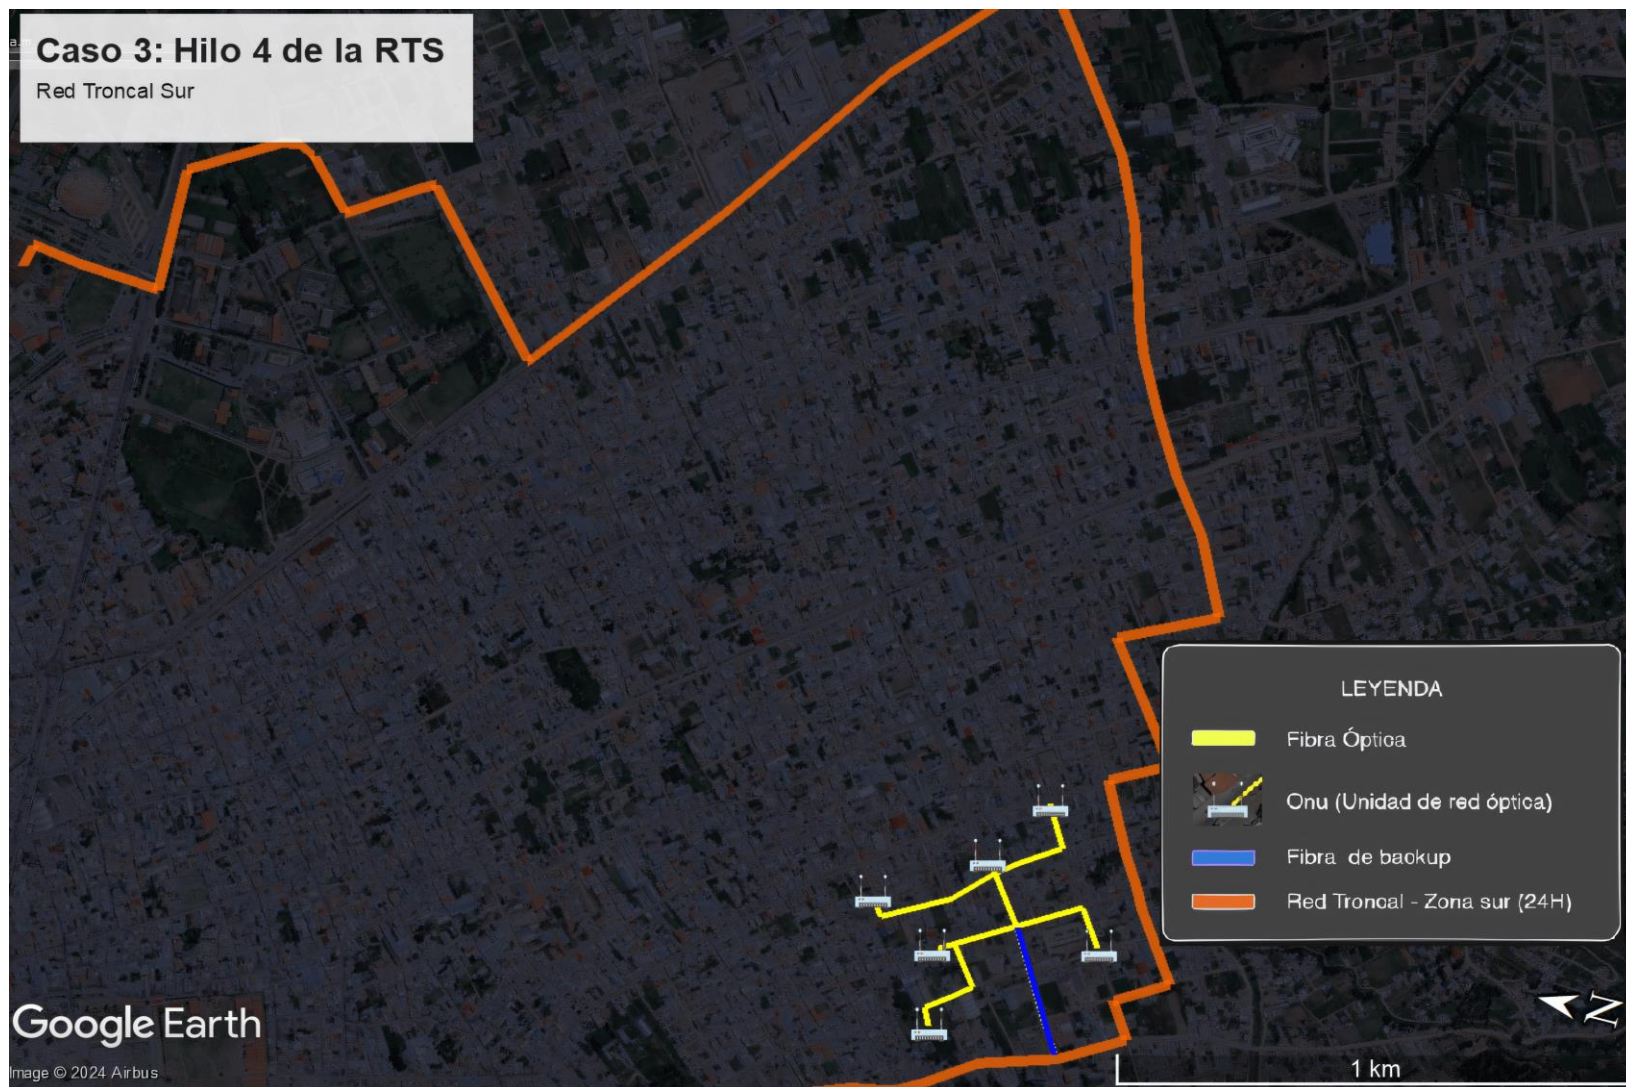 Caso 3: Hilo 4 de la RTS
Red Troncal Sur
LEYENDA
Fibra Óptica
Onu (Unidad de red óptica)
Fibra de backup
Red Troncal - Zona sur (24H)
Google Earth
Image © 2024 Airbus
1 km
N